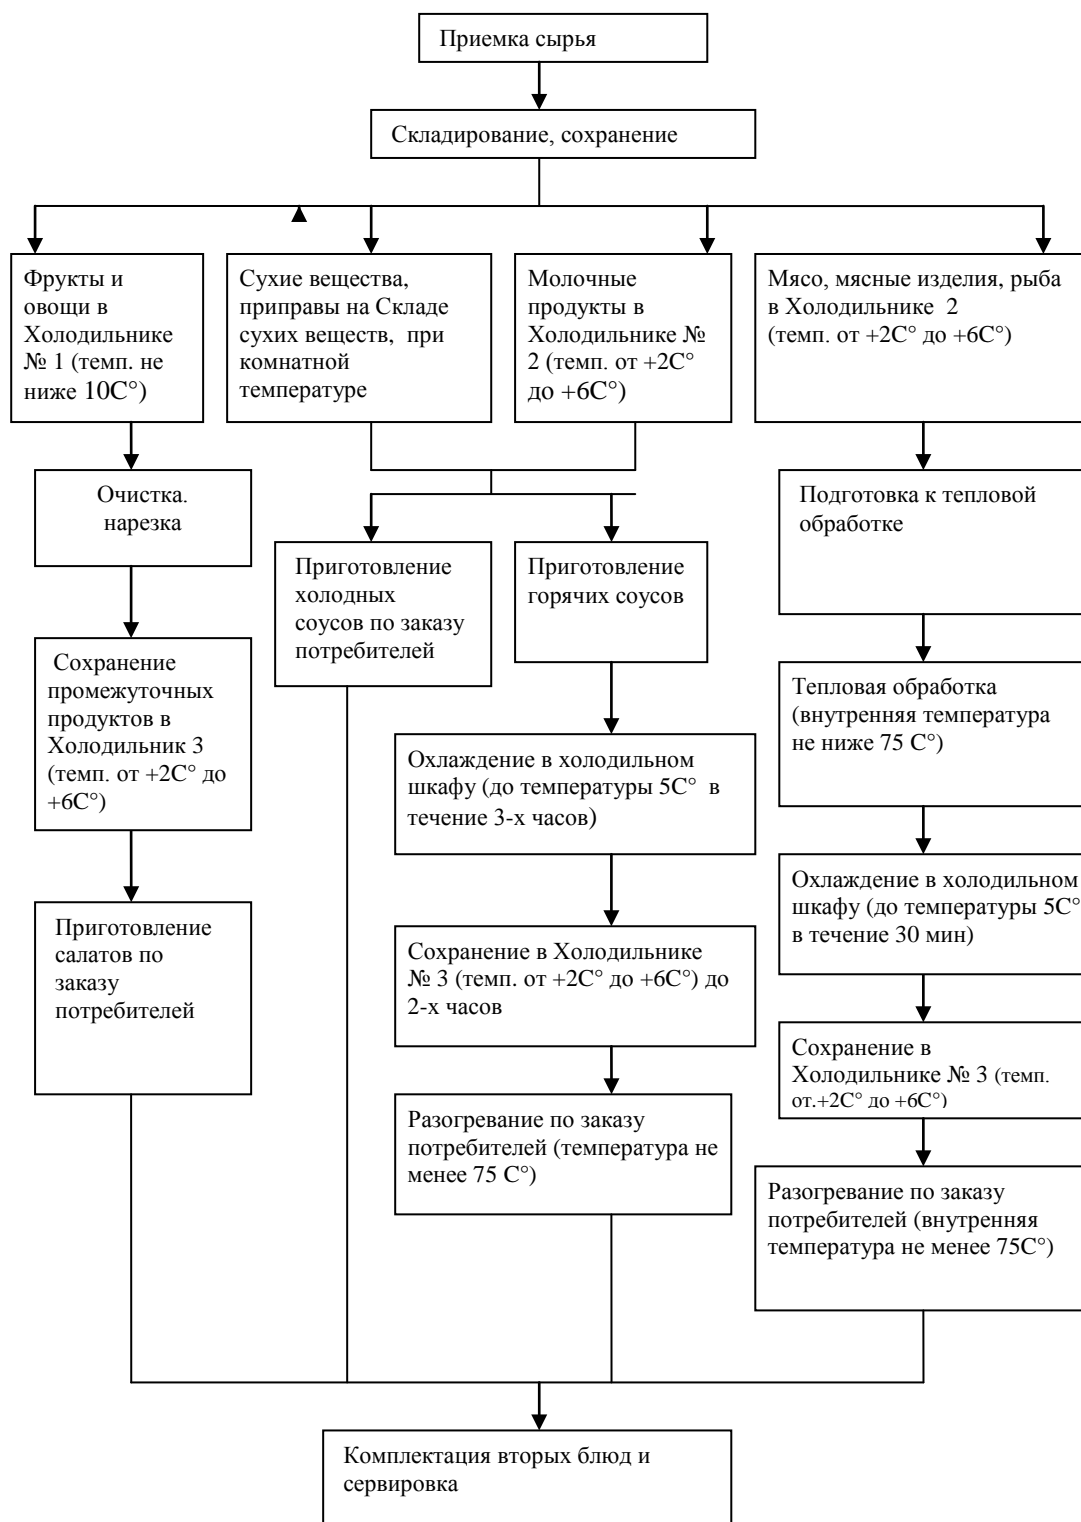 Приемка сырья
Складирование, сохранение
Фрукты и
овощи в
Холодильнике
№ 1 (темп. не
ниже 10С°)
Сухие вещества,
приправы на Складе
сухих веществ, при
комнатной
температуре
Молочные
продукты в
Холодильнике №
2 (темп. от +2С°
до +6С°)
Мясо, мясные изделия, рыба
в Холодильнике 2
(темп. от +2С° до +6С°)
Очистка.
нарезка
Подготовка к тепловой
обработке
Приготовление
холодных
соусов по заказу
потребителей
Приготовление
горячих соусов
Сохранение
промежуточных
продуктов в
Холодильник 3
(темп. от +2С° до
+6С°)
Тепловая обработка
(внутренняя температура
не ниже 75 С°)
Охлаждение в холодильном
шкафу (до температуры 5С° в
течение 3-х часов)
Охлаждение в холодильном
шкафу (до температуры 5С°
в течение 30 мин)
Приготовление
салатов по
заказу
потребителей
Сохранение в Холодильнике
№ 3 (темп. от +2С° до +6С°) до
2-х часов
Сохранение в
Холодильнике № 3 (темп.
от.+2С° до +6С°)
Разогревание по заказу
потребителей (температура не
менее 75 С°)
Разогревание по заказу
потребителей (внутренняя
температура не менее 75С°)
Комплектация вторых блюд и
сервировка